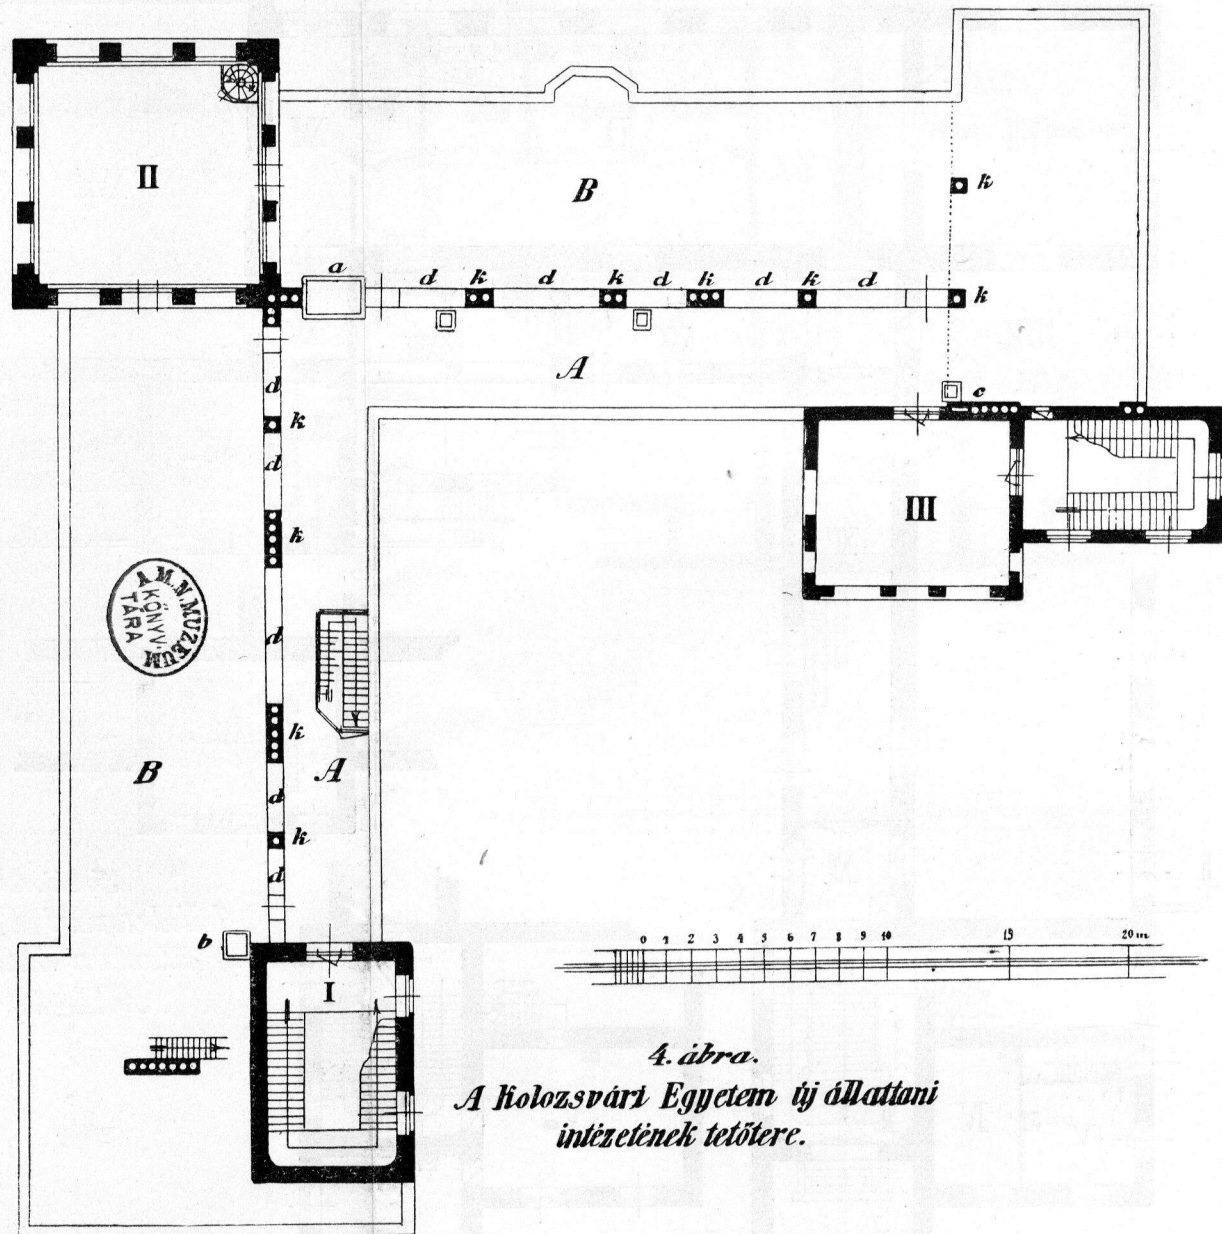 II
B
k
a
d k d k d k d k d
k
A
c
d
k
d
III
k
A M. N. MUZEUM
KÖNYV-
TÁRA
d
k
B
A
d
k
d
b
0 1 2 3 4 5 6 7 8 9 10 15 20 m
I
4. ábra.
A Kolozsvári Egyetem új állattani
intézetének tetőtere.